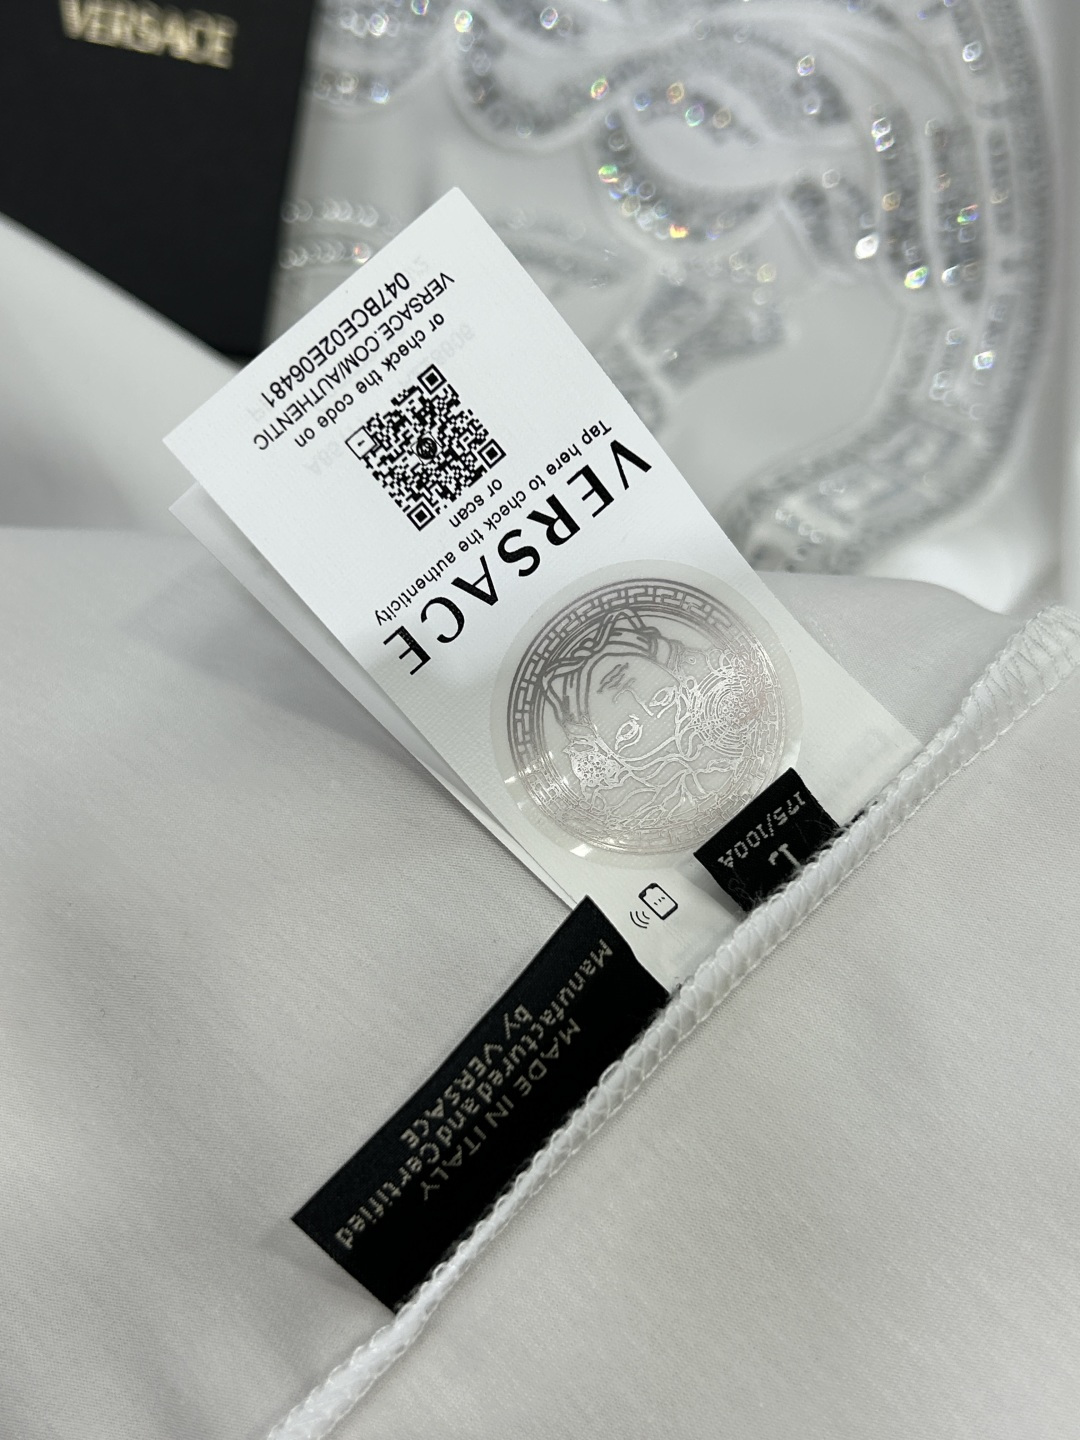 VERSACE
VERSACE
Tap here to check the authenticity
or scan
or check the code on
VERSACE.COM/AUTHENTIC
047BCE02E06481
175/100A
L
MADE IN ITALY
Manufactured and Certified
by VERSACE